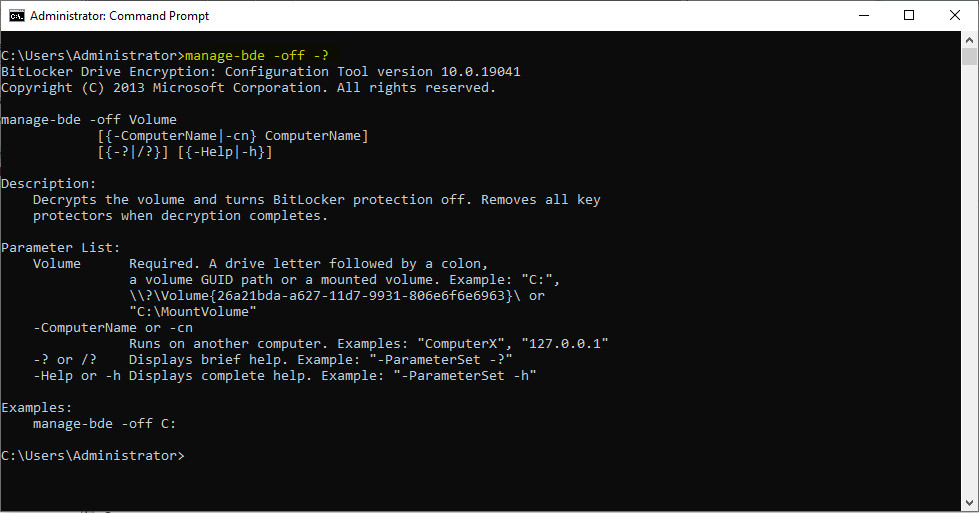 Administrator: Command Prompt
C:\Users\Administrator>manage-bde -off -?
BitLocker Drive Encryption: Configuration Tool version 10.0.19041
Copyright (C) 2013 Microsoft Corporation. All rights reserved.
manage-bde -off Volume
[{-ComputerName|-cn} ComputerName]
[{-?|/?}] [{-Help|-h}]
Description:
Decrypts the volume and turns BitLocker protection off. Removes all key
protectors when decryption completes.
Parameter List:
Volume Required. A drive letter followed by a colon,
a volume GUID path or a mounted volume. Example: "C:",
\\?\Volume{26a21bda-a627-11d7-9931-806e6f6e6963}\ or
"C:\MountVolume"
-ComputerName or -cn
Runs on another computer. Examples: "ComputerX", "127.0.0.1"
-? or /? Displays brief help. Example: "-ParameterSet -?"
-Help or -h Displays complete help. Example: "-ParameterSet -h"
Examples:
manage-bde -off C:
C:\Users\Administrator>